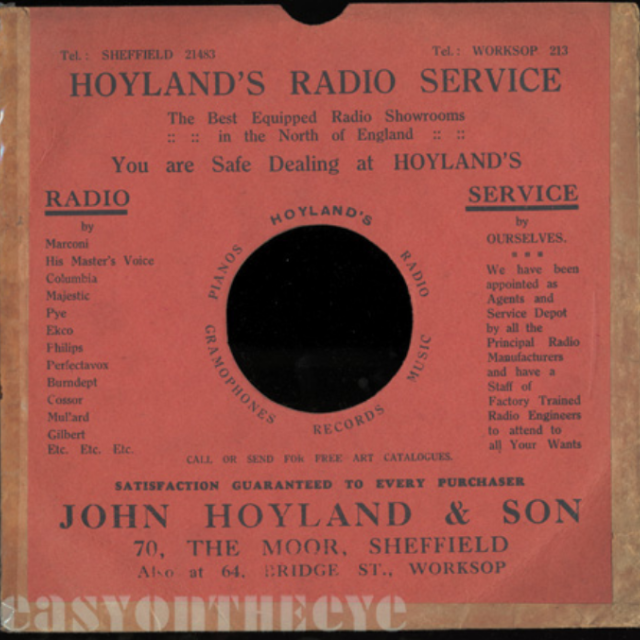 Tel.: SHEFFIELD 21483
Tel.: WORKSOP 213
HOYLAND'S RADIO SERVICE
The Best Equipped Radio Showrooms
:: :: in the North of England :: ::
You are Safe Dealing at HOYLAND'S
RADIO
by
Marconi
His Master's Voice
Columbia
Majestic
Pye
Ekco
Philips
Perfectavox
Burndept
Cossor
Mullard
Gilbert
Etc. Etc. Etc.
HOYLAND'S
RADIO
MUSIC
RECORDS
GRAMOPHONES
PIANOS
SERVICE
by
OURSELVES.
We have been
appointed as
Agents and
Service Depot
by all the
Principal Radio
Manufacturers
and have a
Staff of
Factory Trained
Radio Engineers
to attend to
all Your Wants
CALL OR SEND FOR FREE ART CATALOGUES.
SATISFACTION GUARANTEED TO EVERY PURCHASER
JOHN HOYLAND & SON
70, THE MOOR, SHEFFIELD
Also at 64, BRIDGE ST., WORKSOP
easyontheeye